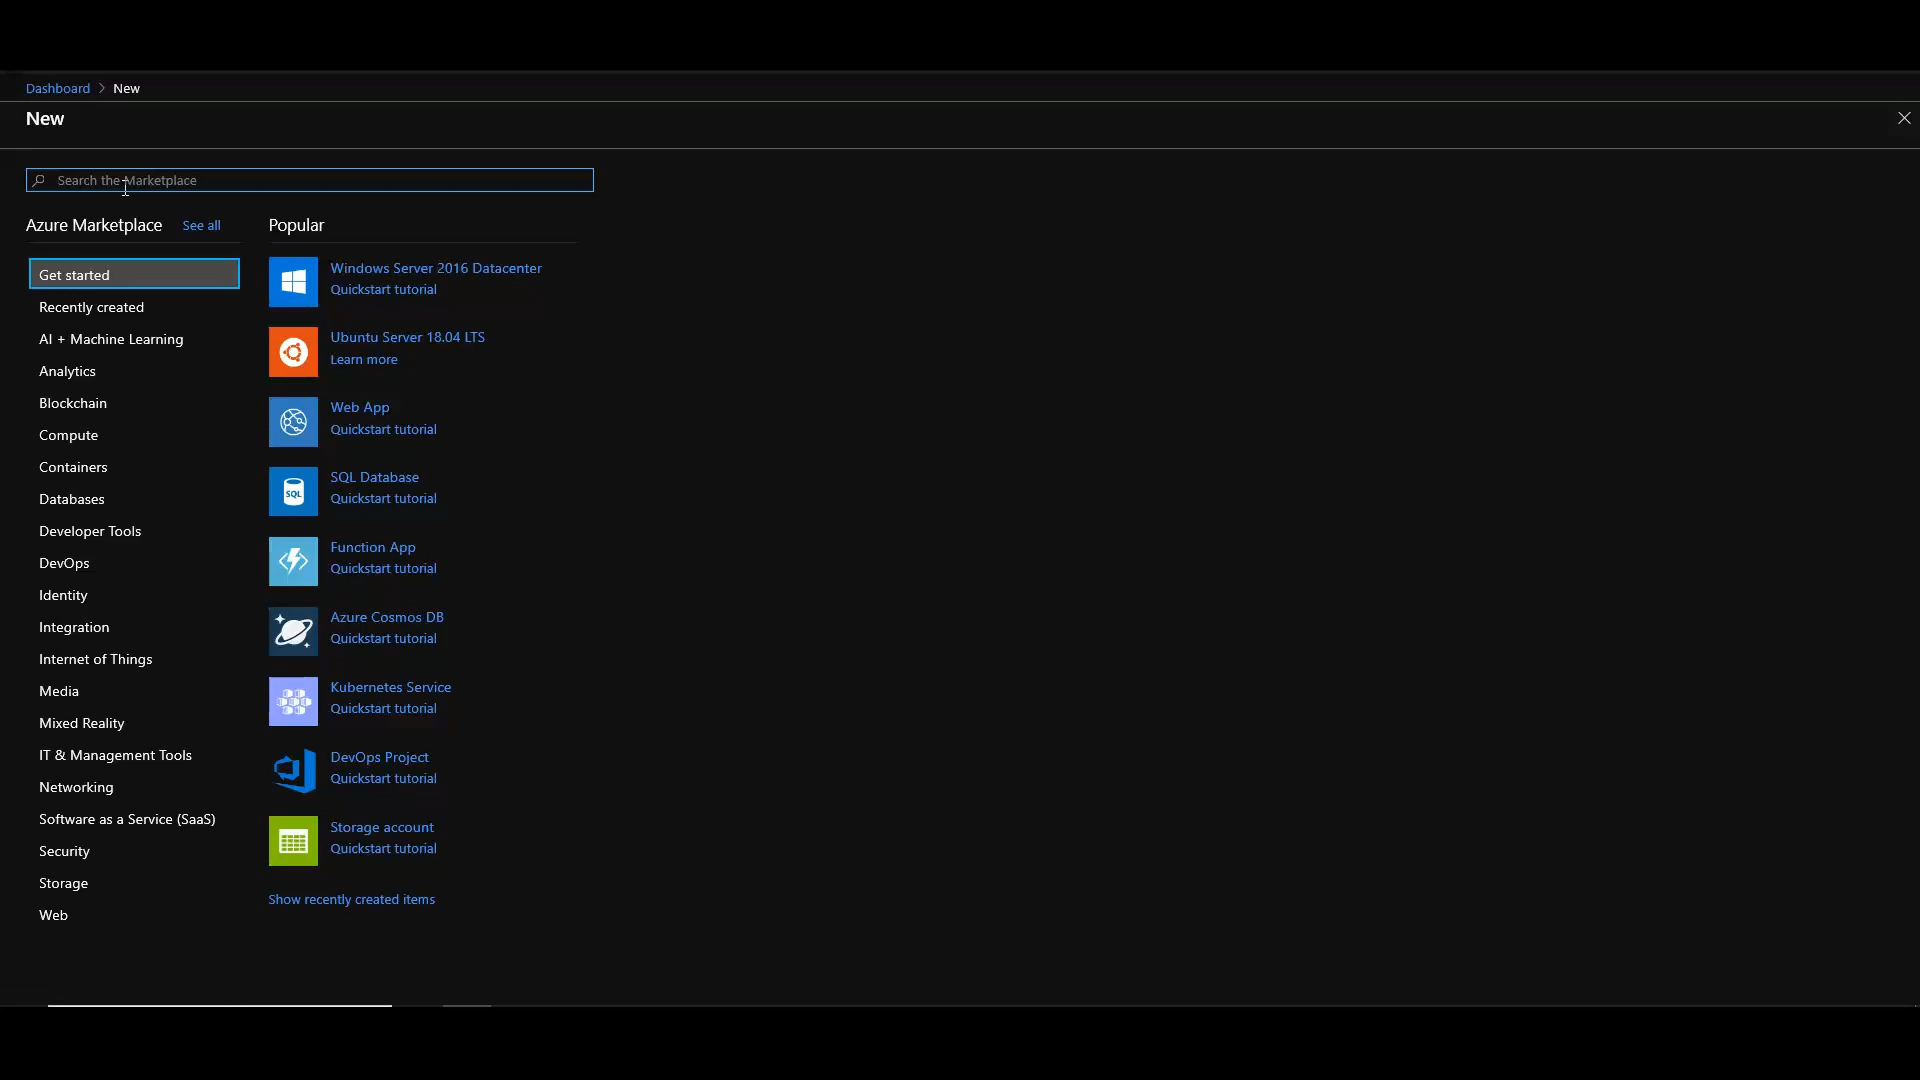 Dashboard > New
New
Search the Marketplace
Azure Marketplace See all
Get started
Recently created
AI + Machine Learning
Analytics
Blockchain
Compute
Containers
Databases
Developer Tools
DevOps
Identity
Integration
Internet of Things
Media
Mixed Reality
IT & Management Tools
Networking
Software as a Service (SaaS)
Security
Storage
Web
Popular
Windows Server 2016 Datacenter
Quickstart tutorial
Ubuntu Server 18.04 LTS
Learn more
Web App
Quickstart tutorial
SQL
SQL Database
Quickstart tutorial
Function App
Quickstart tutorial
Azure Cosmos DB
Quickstart tutorial
Kubernetes Service
Quickstart tutorial
DevOps Project
Quickstart tutorial
Storage account
Quickstart tutorial
Show recently created items